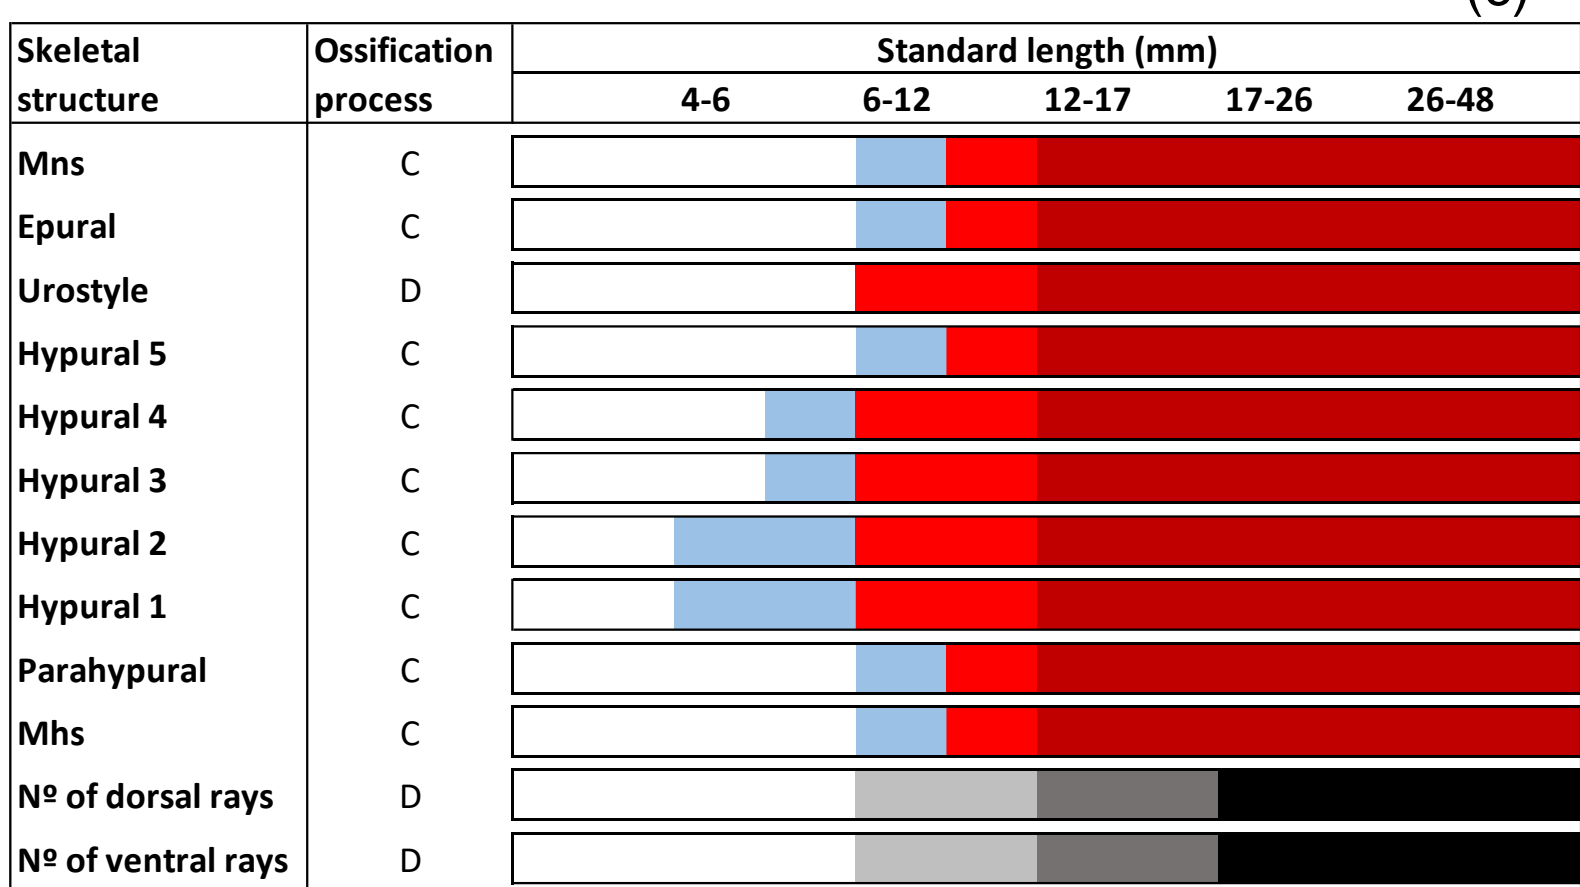 Skeletal structure Ossification process Standard length (mm)
4-6 6-12 12-17 17-26 26-48
Mns C
Epural C
Urostyle D
Hypural 5 C
Hypural 4 C
Hypural 3 C
Hypural 2 C
Hypural 1 C
Parahypural C
Mhs C
Nº of dorsal rays D
Nº of ventral rays D